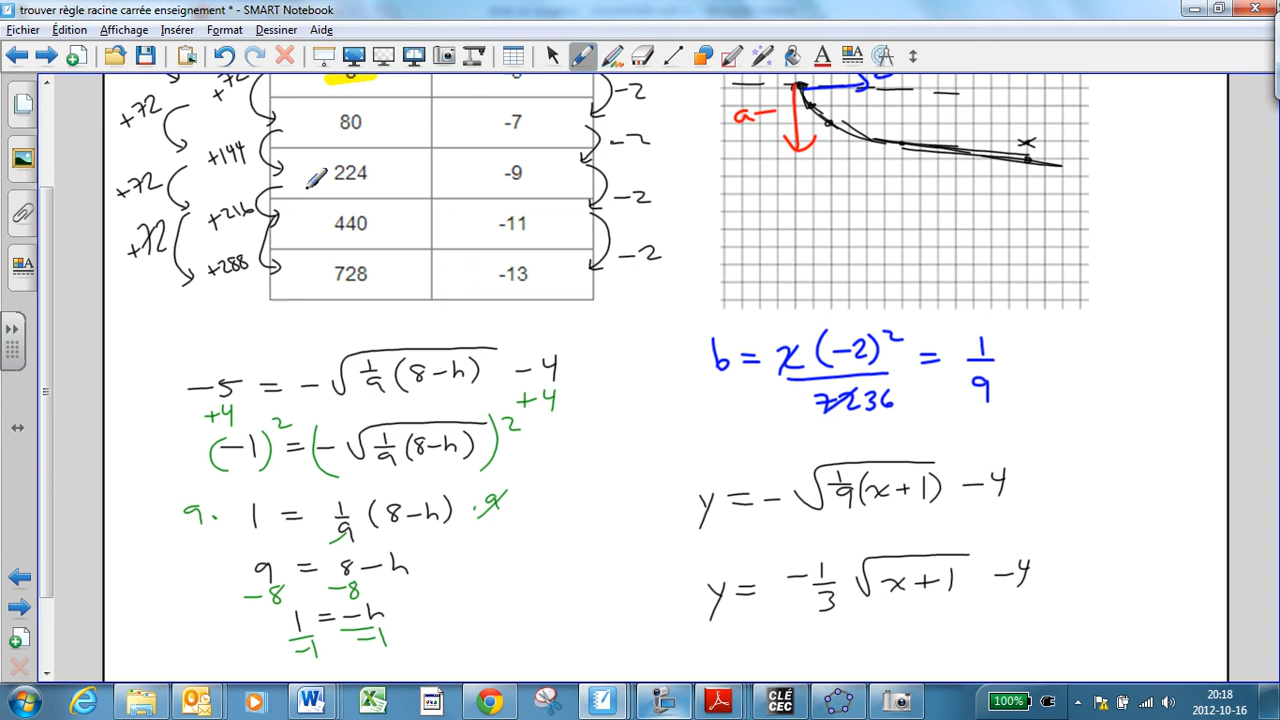 trouver règle racine carrée enseignement * - SMART Notebook
Fichier Édition Affichage Insérer Format Dessiner Aide
+72
+72
-2
80 -7
a-
x
+144
-2
+72
224 -9
+216
-2
+72
440 -11
+288
-2
728 -13
b = x(-2)² / 72 36 = 1/9
-5 = -√(1/9(8-h)) -4
+4 +4
(-1)² = (-√(1/9(8-h)))²
y = -√(1/9(x+1)) -4
9. 1 = 1/9 (8-h) .9
9 = 8-h
-8 -8
y = -1/3 √(x+1) -4
1 = -h
-1 -1
CLÉ
CEC
100%
20:18
2012-10-16